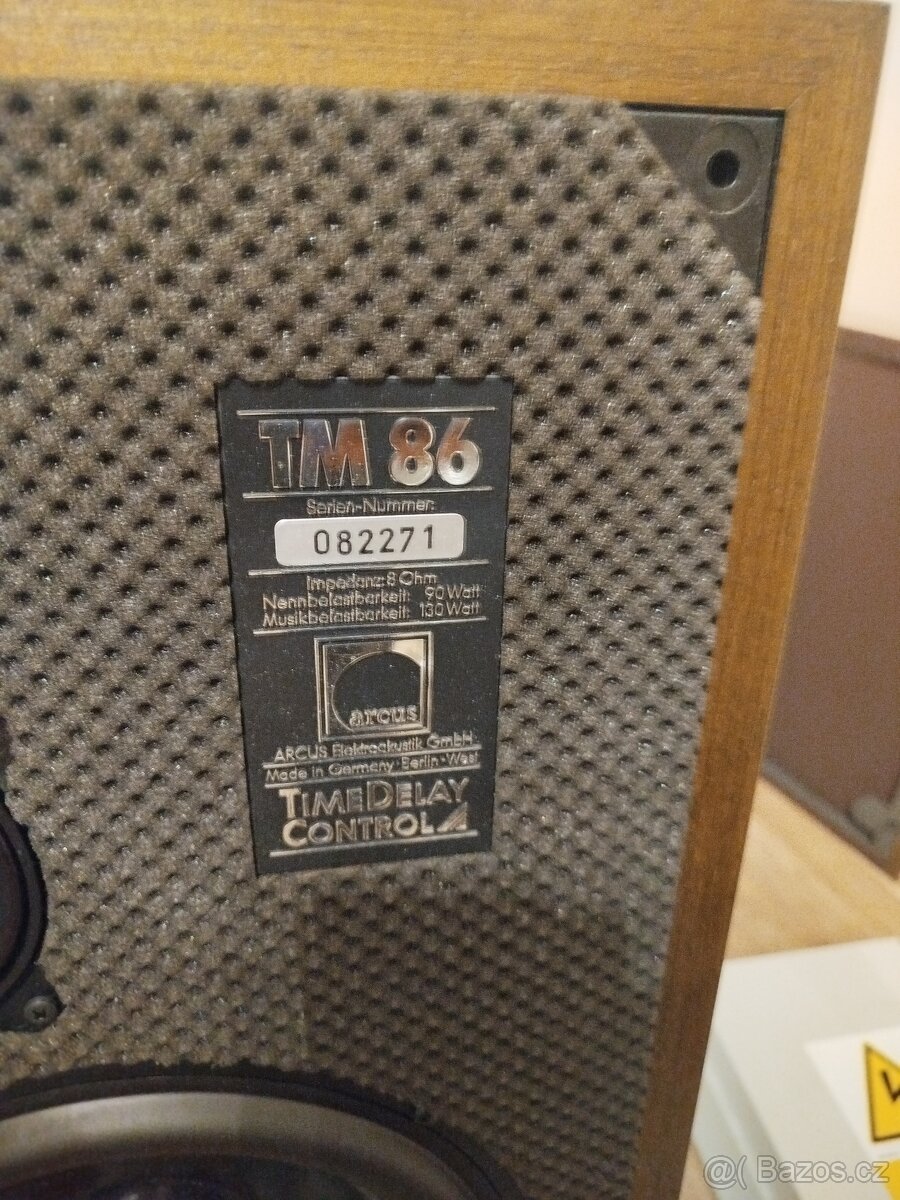 TM 86
Serien-Nummer:
082271
Impedanz: 8 Ohm
Nennbelastbarkeit: 90 Watt
Musikbelastbarkeit: 130 Watt
arcus
ARCUS Elektroakustik GmbH
Made in Germany · Berlin · West
TIME DELAY
CONTROL
@( Bazos.cz